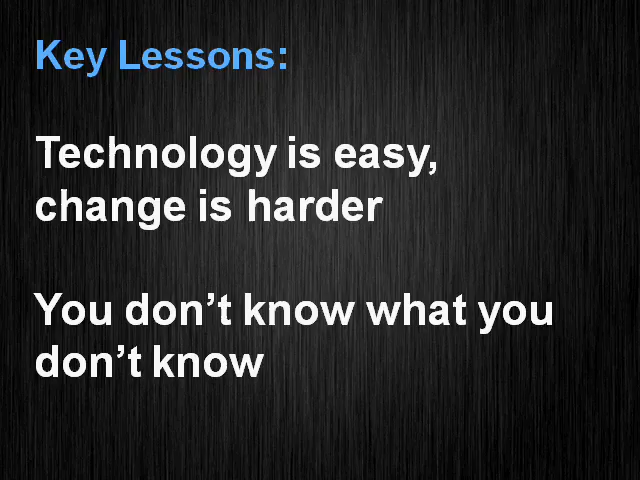 Key Lessons:
Technology is easy,
change is harder
You don’t know what you
don’t know